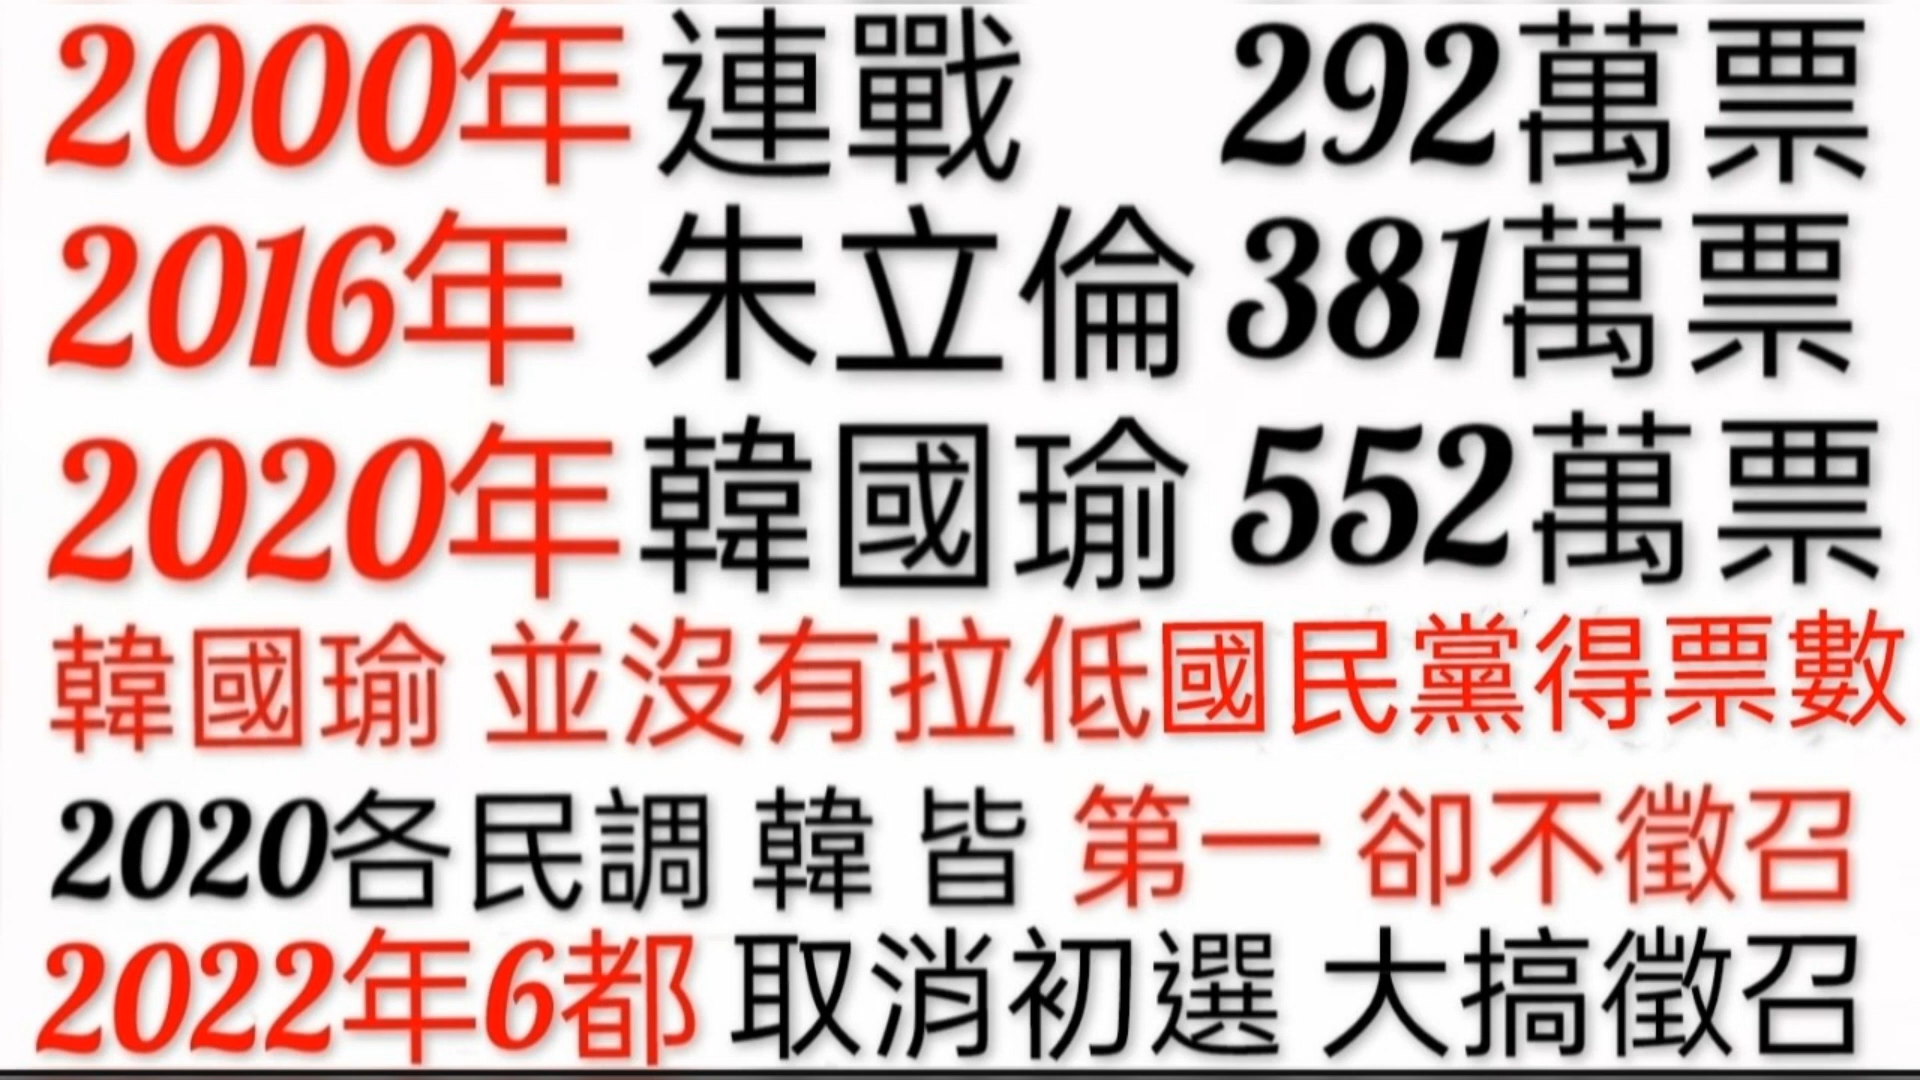 2000年 連戰 292萬票
2016年 朱立倫 381萬票
2020年 韓國瑜 552萬票
韓國瑜 並沒有拉低國民黨得票數
2020各民調 韓 皆 第一 卻不徵召
2022年6都 取消初選 大搞徵召